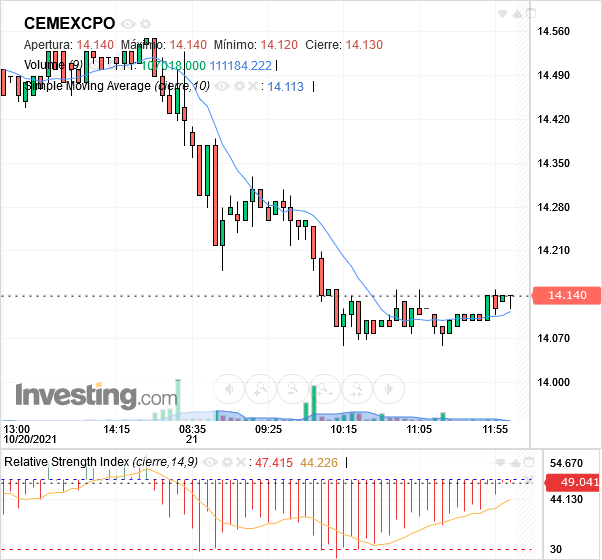 CEMEXCPO
Apertura: 14.140 Máximo: 14.140 Mínimo: 14.120 Cierre: 14.130
Volume (9) : 107018.000 111184.222
Simple Moving Average (cierre,10) : 14.113
14.560
14.490
14.420
14.350
14.280
14.210
14.140
14.070
14.000
Investing.com
13:00 14:15 08:35 09:25 10:15 11:05 11:55
10/20/2021 21
Relative Strength Index (cierre,14,9) : 47.415 44.226
54.670
49.041
44.130
30